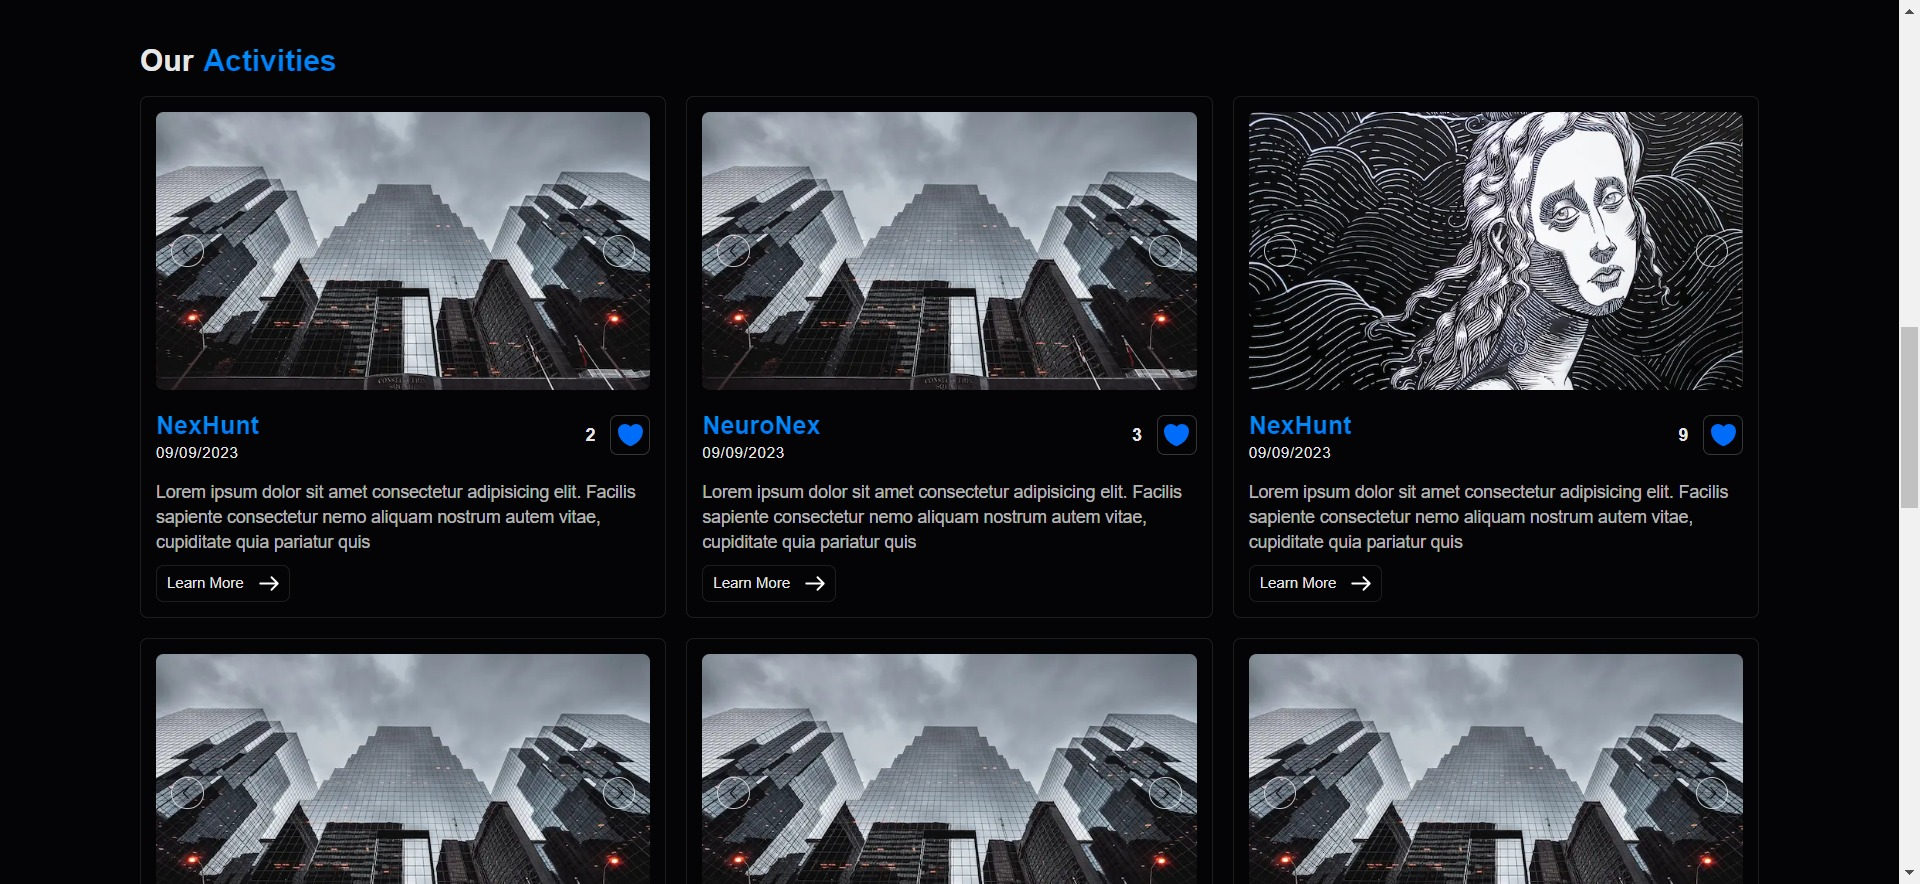 Our Activities
NexHunt
2
09/09/2023
Lorem ipsum dolor sit amet consectetur adipisicing elit. Facilis
sapiente consectetur nemo aliquam nostrum autem vitae,
cupiditate quia pariatur quis
Learn More
NeuroNex
3
09/09/2023
Lorem ipsum dolor sit amet consectetur adipisicing elit. Facilis
sapiente consectetur nemo aliquam nostrum autem vitae,
cupiditate quia pariatur quis
Learn More
NexHunt
9
09/09/2023
Lorem ipsum dolor sit amet consectetur adipisicing elit. Facilis
sapiente consectetur nemo aliquam nostrum autem vitae,
cupiditate quia pariatur quis
Learn More